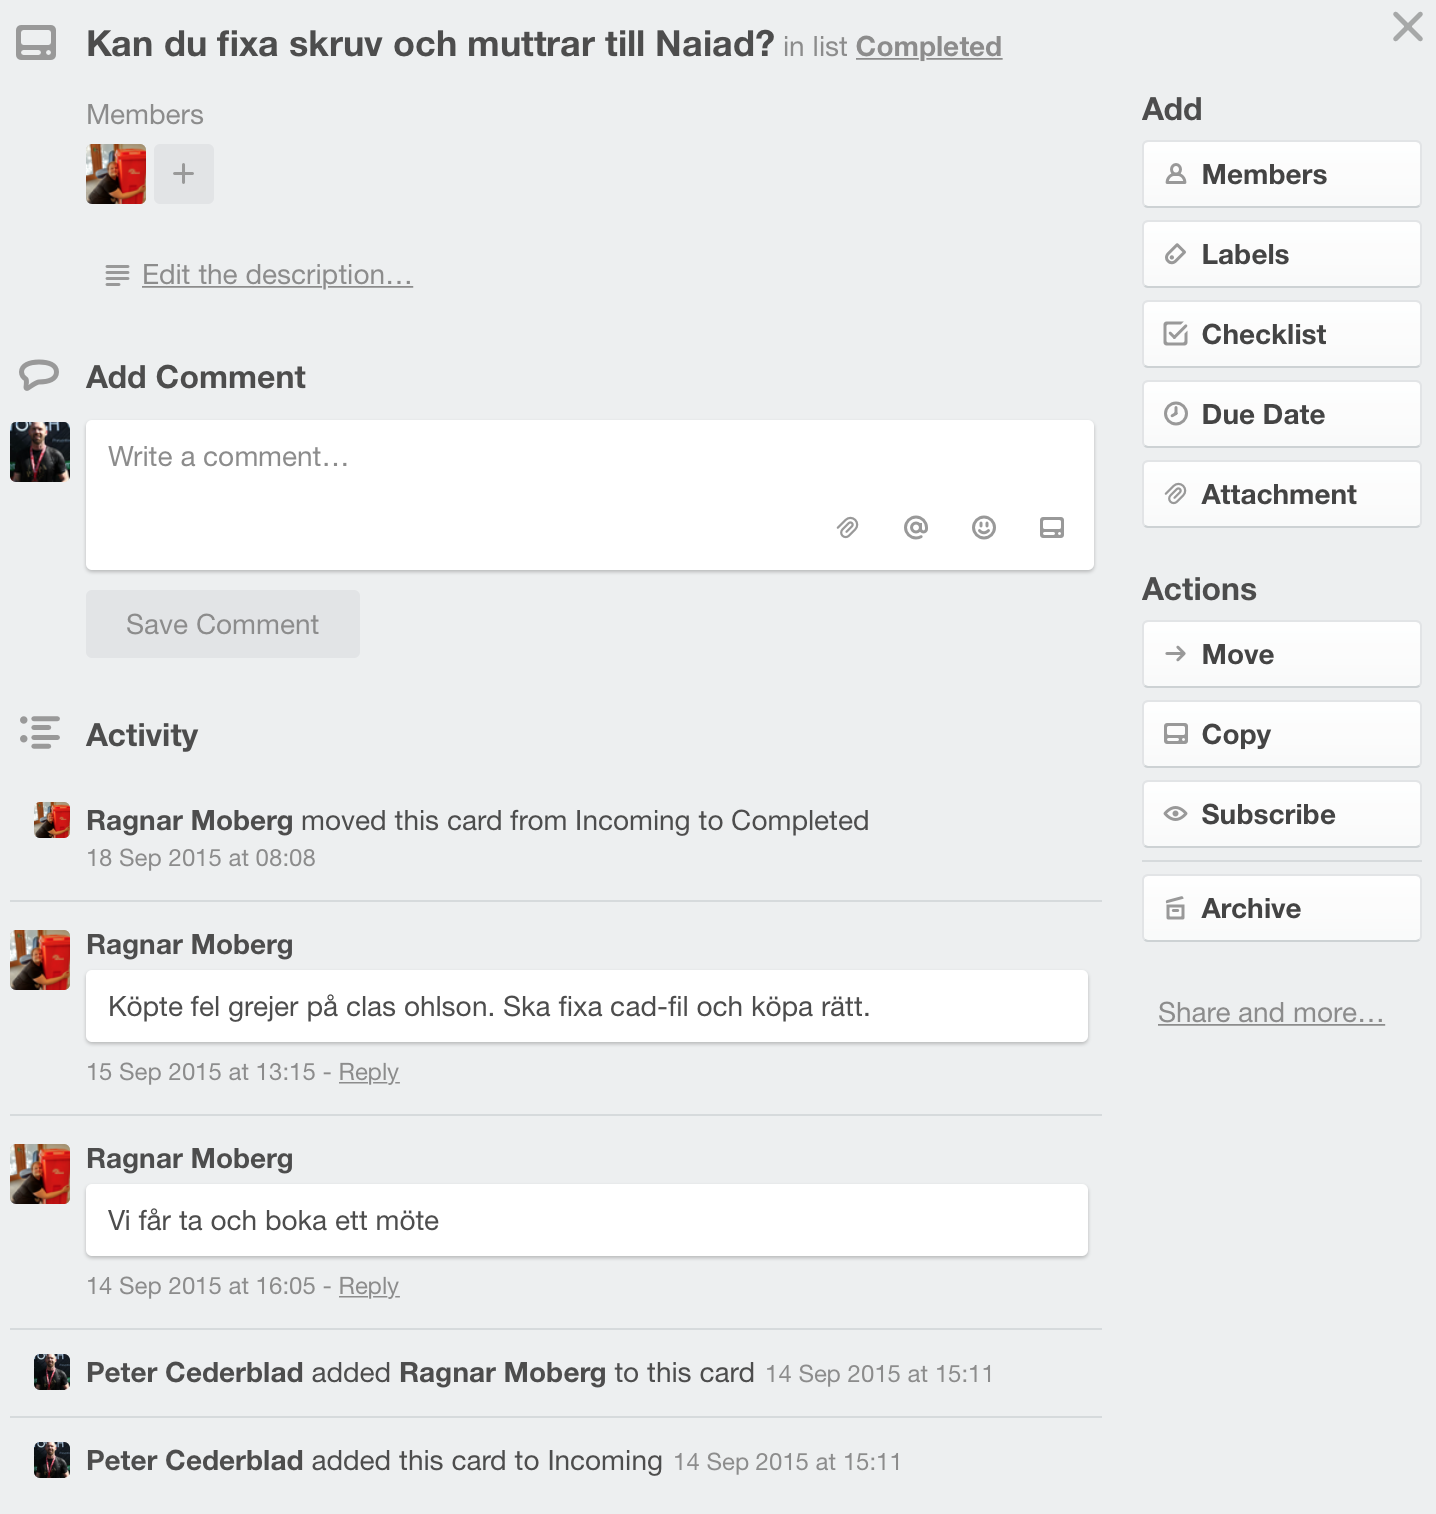 Kan du fixa skruv och muttrar till Naiad? in list Completed
Members
Edit the description…
Add Comment
Write a comment…
Save Comment
Activity
Ragnar Moberg moved this card from Incoming to Completed
18 Sep 2015 at 08:08
Ragnar Moberg
Köpte fel grejer på clas ohlson. Ska fixa cad-fil och köpa rätt.
15 Sep 2015 at 13:15 - Reply
Ragnar Moberg
Vi får ta och boka ett möte
14 Sep 2015 at 16:05 - Reply
Peter Cederblad added Ragnar Moberg to this card 14 Sep 2015 at 15:11
Peter Cederblad added this card to Incoming 14 Sep 2015 at 15:11
Add
Members
Labels
Checklist
Due Date
Attachment
Actions
Move
Copy
Subscribe
Archive
Share and more…